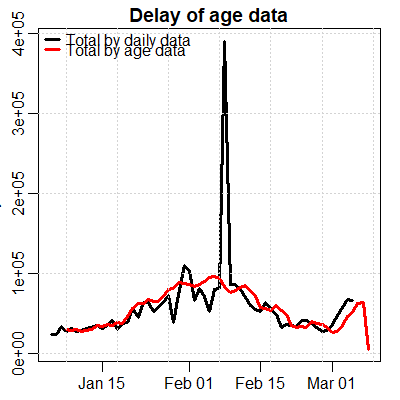 Delay of age data
4e+05
Total by daily data
Total by age data
3e+05
2e+05
1e+05
0e+00
Jan 15 Feb 01 Feb 15 Mar 01